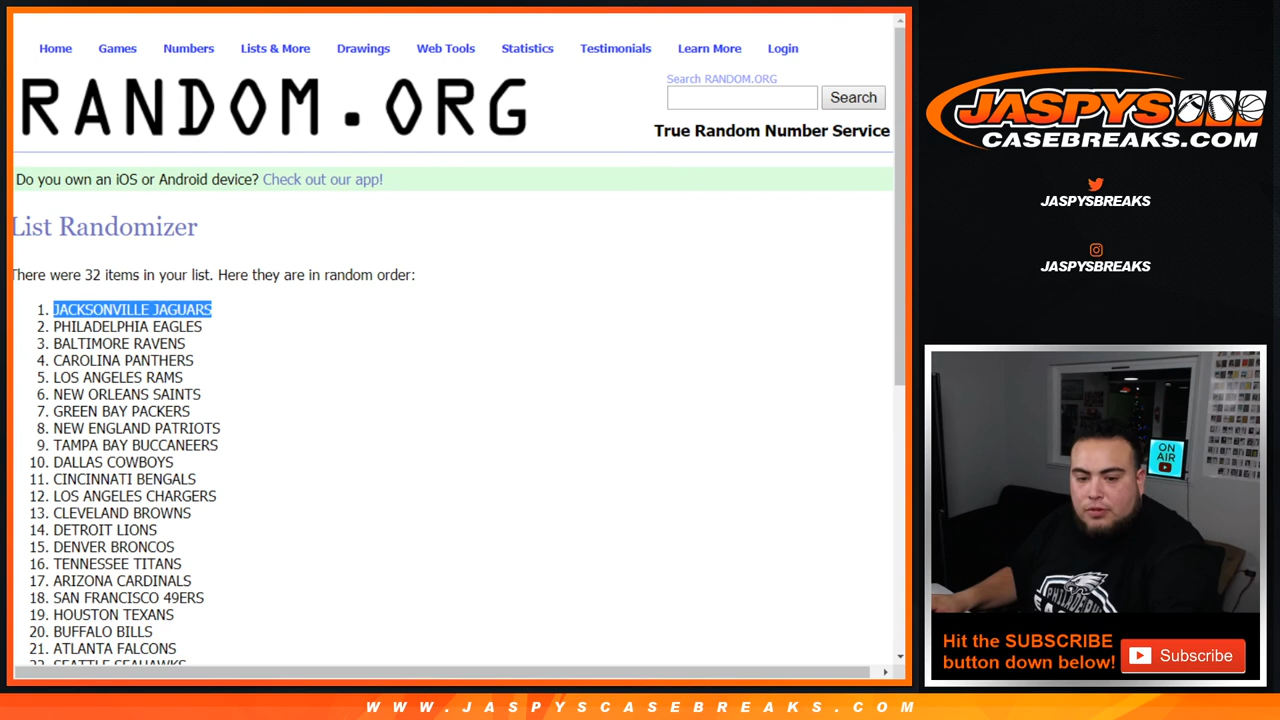 Home Games Numbers Lists & More Drawings Web Tools Statistics Testimonials Learn More Login
RANDOM.ORG
Search RANDOM.ORG
Search
True Random Number Service
Do you own an iOS or Android device? Check out our app!
List Randomizer
There were 32 items in your list. Here they are in random order:
1. JACKSONVILLE JAGUARS
2. PHILADELPHIA EAGLES
3. BALTIMORE RAVENS
4. CAROLINA PANTHERS
5. LOS ANGELES RAMS
6. NEW ORLEANS SAINTS
7. GREEN BAY PACKERS
8. NEW ENGLAND PATRIOTS
9. TAMPA BAY BUCCANEERS
10. DALLAS COWBOYS
11. CINCINNATI BENGALS
12. LOS ANGELES CHARGERS
13. CLEVELAND BROWNS
14. DETROIT LIONS
15. DENVER BRONCOS
16. TENNESSEE TITANS
17. ARIZONA CARDINALS
18. SAN FRANCISCO 49ERS
19. HOUSTON TEXANS
20. BUFFALO BILLS
21. ATLANTA FALCONS
22. SEATTLE SEAHAWKS
JASPYS
CASEBREAKS.COM
JASPYSBREAKS
JASPYSBREAKS
ON
AIR
Hit the SUBSCRIBE
button down below!
Subscribe
WWW.JASPYSCASEBREAKS.COM